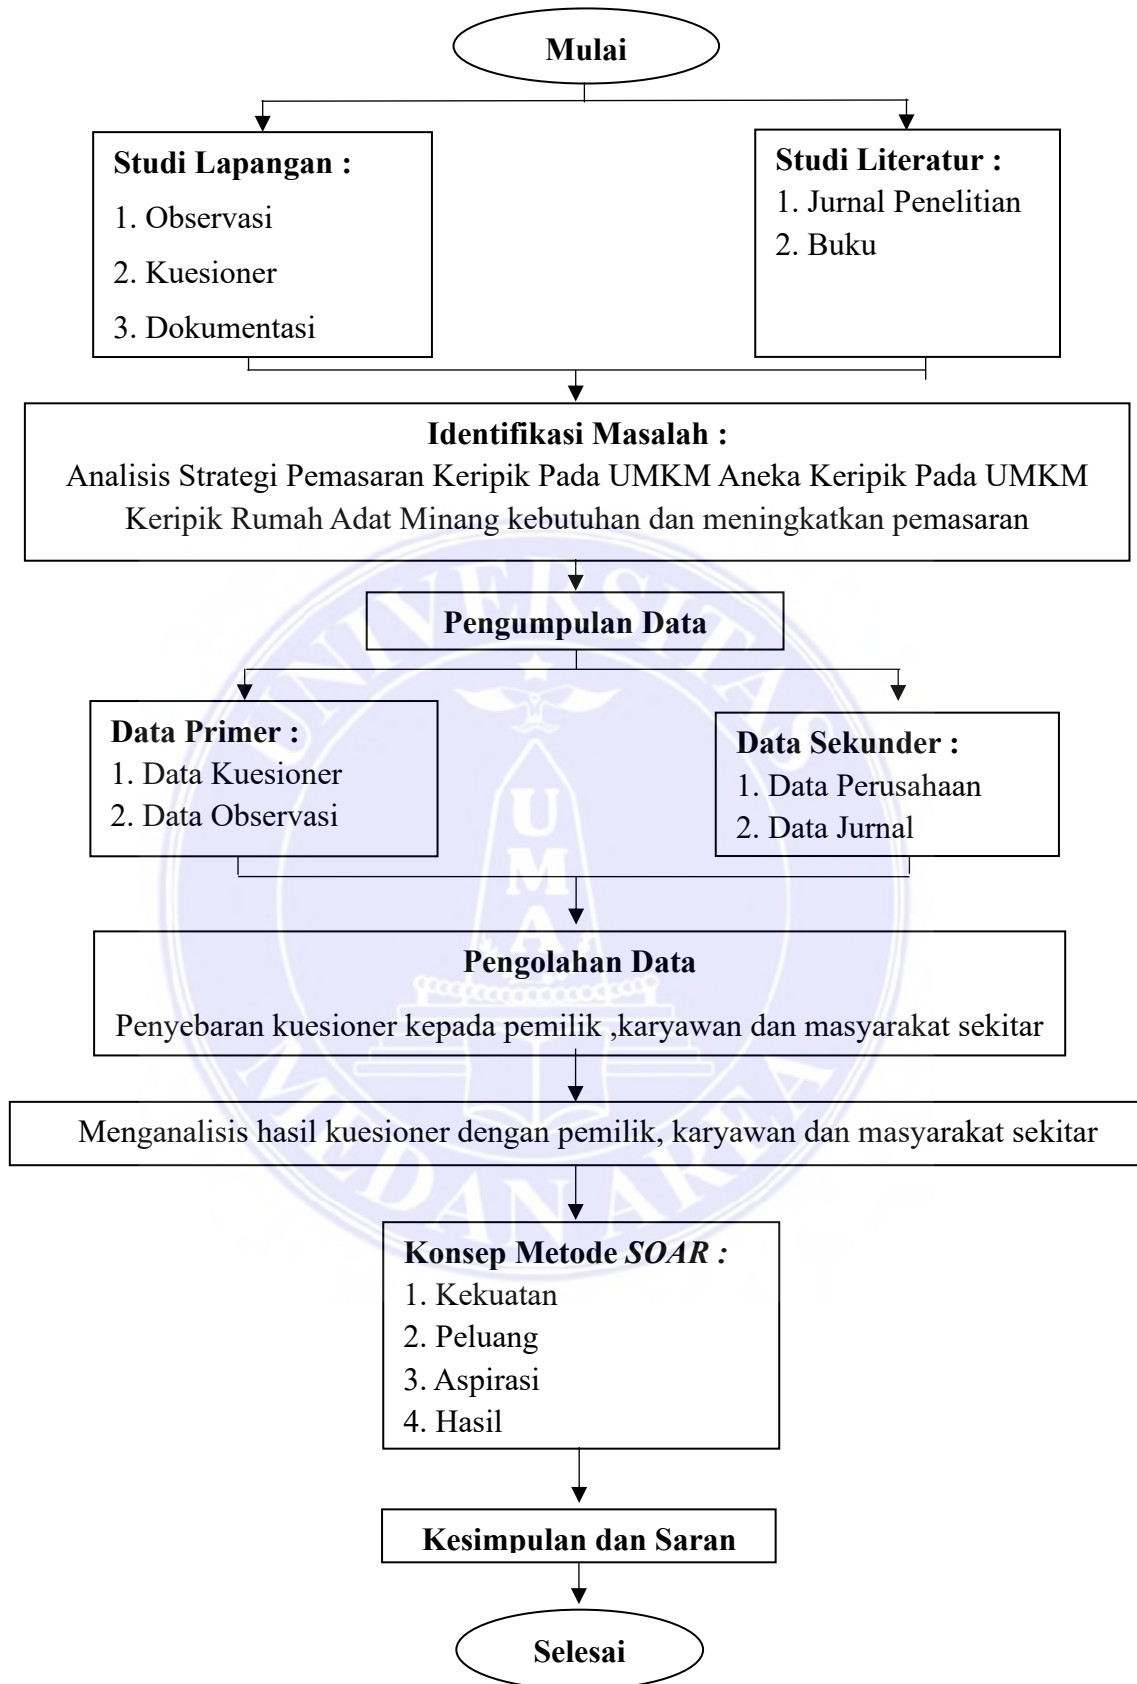 Mulai
Studi Lapangan :
1. Observasi
2. Kuesioner
3. Dokumentasi
Studi Literatur :
1. Jurnal Penelitian
2. Buku
Identifikasi Masalah :
Analisis Strategi Pemasaran Keripik Pada UMKM Aneka Keripik Pada UMKM
Keripik Rumah Adat Minang kebutuhan dan meningkatkan pemasaran
Pengumpulan Data
Data Primer :
1. Data Kuesioner
2. Data Observasi
Data Sekunder :
1. Data Perusahaan
2. Data Jurnal
Pengolahan Data
Penyebaran kuesioner kepada pemilik ,karyawan dan masyarakat sekitar
Menganalisis hasil kuesioner dengan pemilik, karyawan dan masyarakat sekitar
Konsep Metode SOAR :
1. Kekuatan
2. Peluang
3. Aspirasi
4. Hasil
Kesimpulan dan Saran
Selesai
UNIVERSITAS
UMA
MEDAN AREA